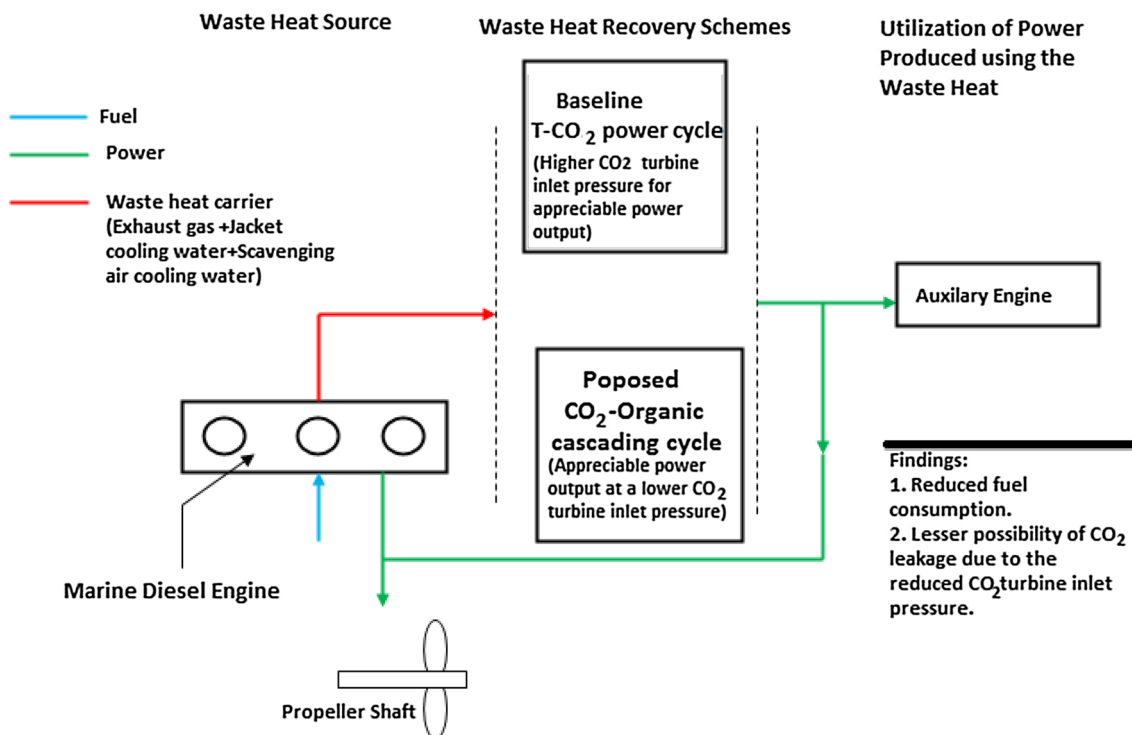 Waste Heat Source
Waste Heat Recovery Schemes
Utilization of Power
Produced using the
Waste Heat
Fuel
Power
Waste heat carrier
(Exhaust gas +Jacket
cooling water+Scavenging
air cooling water)
Baseline
T-CO₂ power cycle
(Higher CO2 turbine
inlet pressure for
appreciable power
output)
Auxilary Engine
Poposed
CO₂-Organic
cascading cycle
(Appreciable power
output at a lower CO₂
turbine inlet pressure)
Marine Diesel Engine
Propeller Shaft
Findings:
1. Reduced fuel
consumption.
2. Lesser possibility of CO₂
leakage due to the
reduced CO₂turbine inlet
pressure.